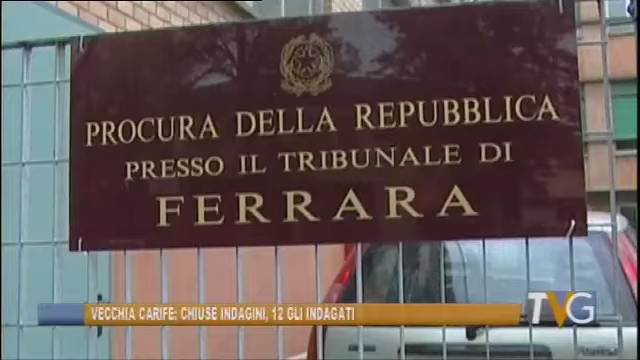 PROCURA DELLA REPUBBLICA
PRESSO IL TRIBUNALE DI
FERRARA
VECCHIA CARIFE: CHIUSE INDAGINI, 12 GLI INDAGATI
TVG